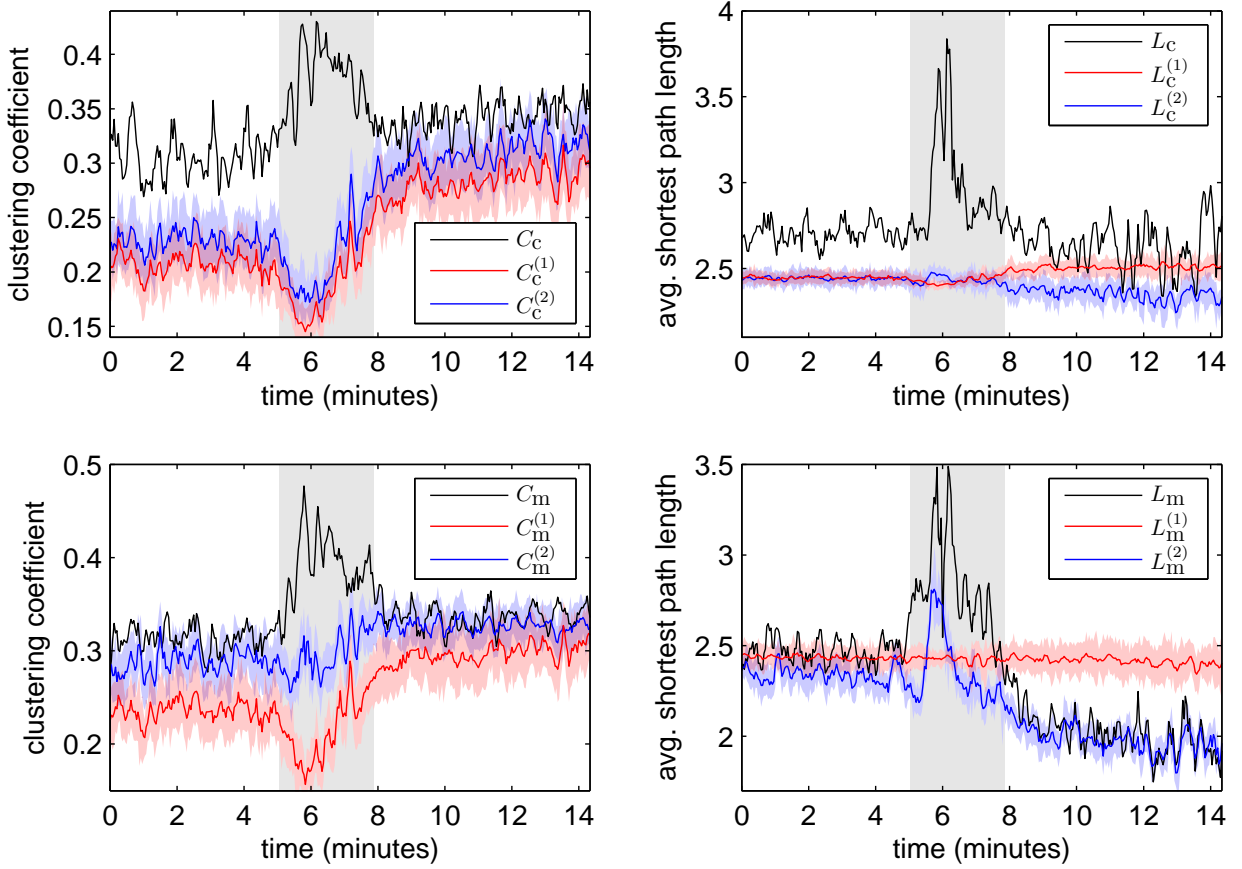 clustering coefficient
0.4
0.35
0.3
0.25
0.2
0.15
C_c
C_c^(1)
C_c^(2)
0 2 4 6 8 10 12 14
time (minutes)
avg. shortest path length
4
3.5
3
2.5
L_c
L_c^(1)
L_c^(2)
0 2 4 6 8 10 12 14
time (minutes)
clustering coefficient
0.5
0.4
0.3
0.2
C_m
C_m^(1)
C_m^(2)
0 2 4 6 8 10 12 14
time (minutes)
avg. shortest path length
3.5
3
2.5
2
L_m
L_m^(1)
L_m^(2)
0 2 4 6 8 10 12 14
time (minutes)